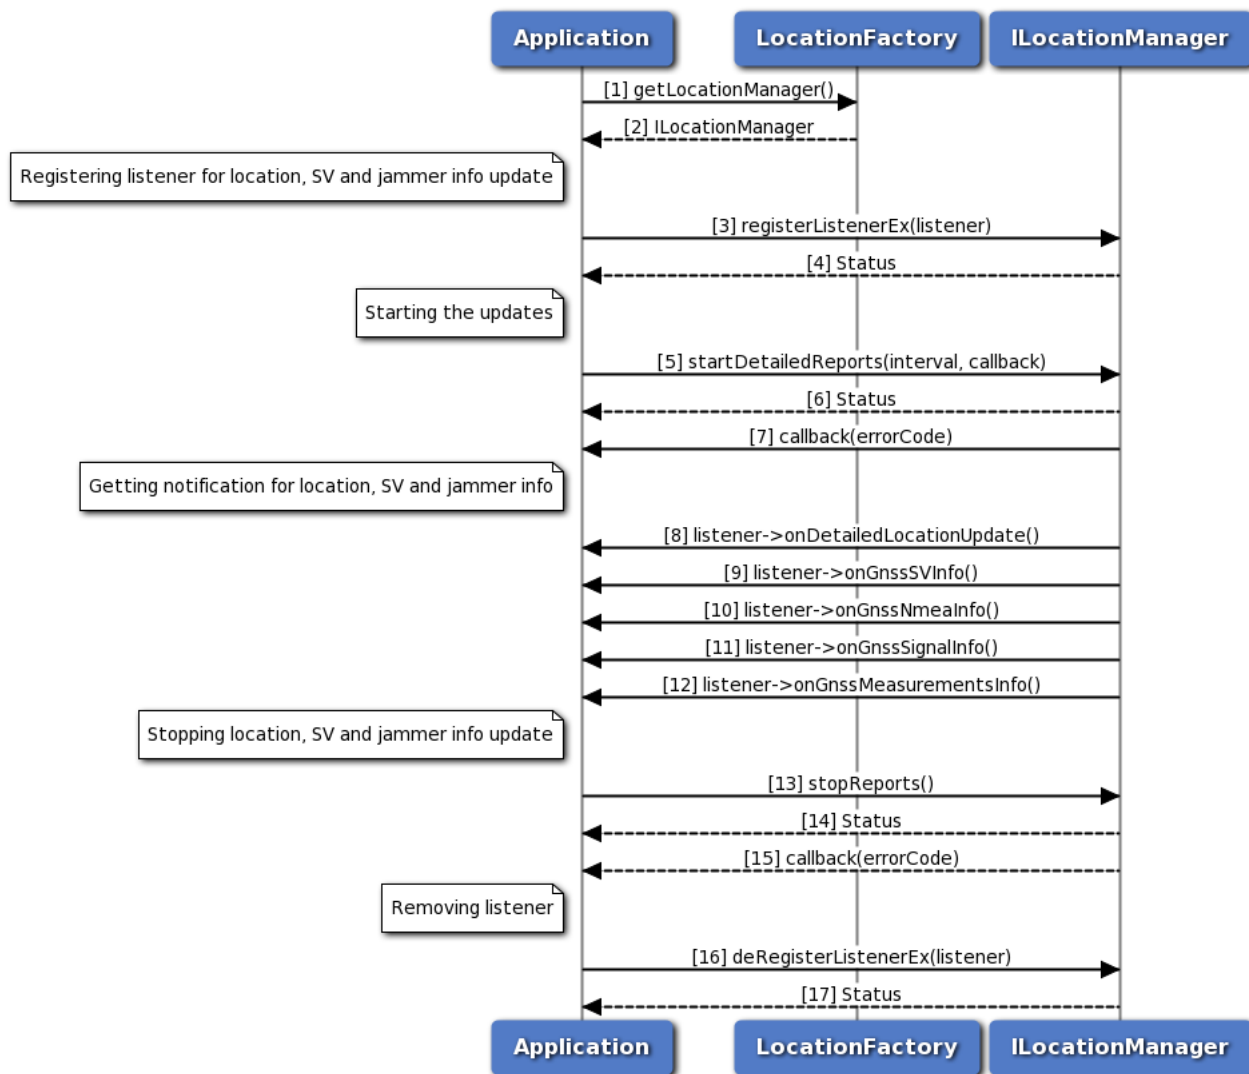 Application
LocationFactory
ILocationManager
[1] getLocationManager()
[2] ILocationManager
Registering listener for location, SV and jammer info update
[3] registerListenerEx(listener)
[4] Status
Starting the updates
[5] startDetailedReports(interval, callback)
[6] Status
[7] callback(errorCode)
Getting notification for location, SV and jammer info
[8] listener->onDetailedLocationUpdate()
[9] listener->onGnssSVInfo()
[10] listener->onGnssNmeaInfo()
[11] listener->onGnssSignalInfo()
[12] listener->onGnssMeasurementsInfo()
Stopping location, SV and jammer info update
[13] stopReports()
[14] Status
[15] callback(errorCode)
Removing listener
[16] deRegisterListenerEx(listener)
[17] Status
Application
LocationFactory
ILocationManager